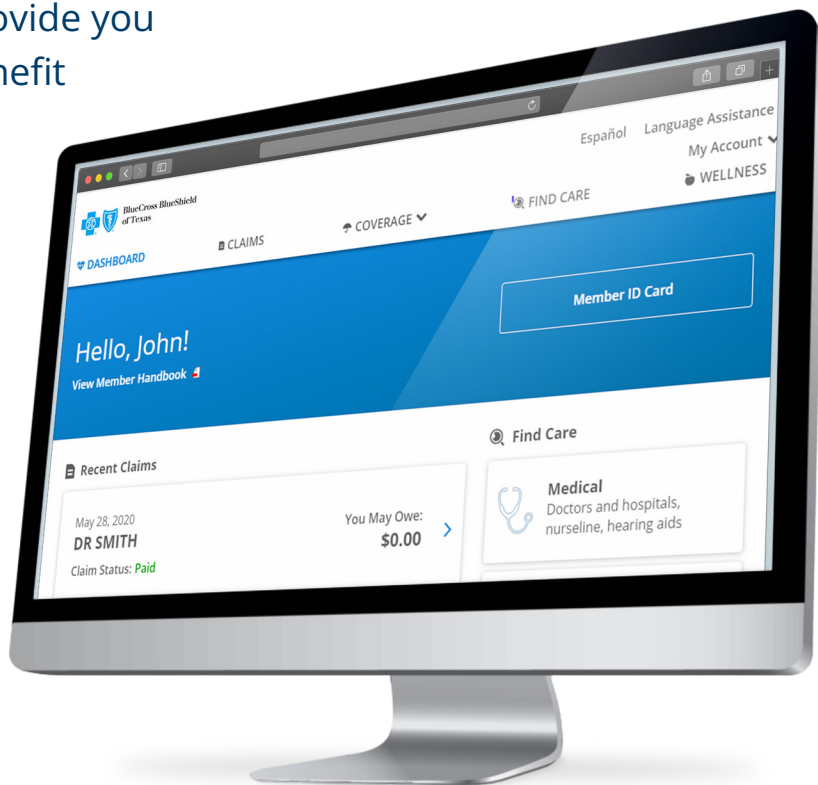 ovide you
nefit
Español Language Assistance
My Account
BlueCross BlueShield
of Texas
DASHBOARD CLAIMS COVERAGE FIND CARE WELLNESS
Hello, John!
View Member Handbook
Member ID Card
Recent Claims
May 28, 2020
DR SMITH
Claim Status: Paid
You May Owe:
$0.00
Find Care
Medical
Doctors and hospitals,
nurseline, hearing aids